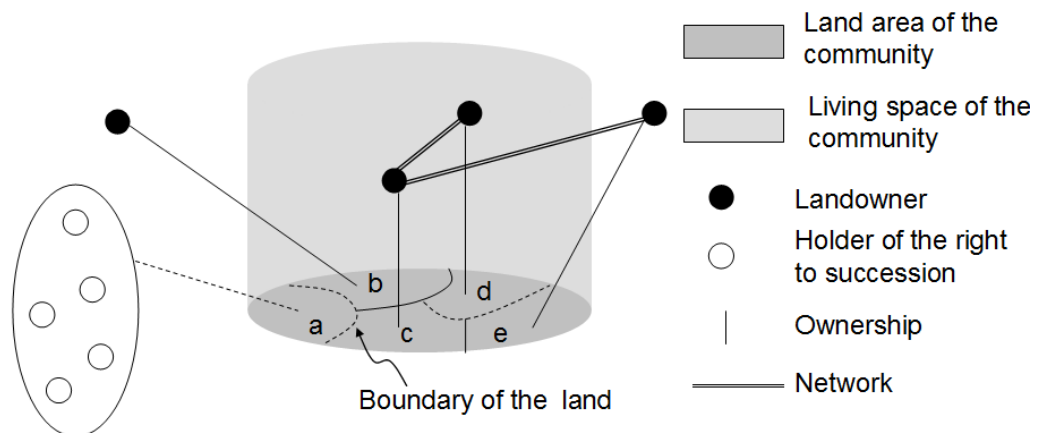 a
b
c
d
e
Boundary of the land
Land area of the
community
Living space of the
community
Landowner
Holder of the right
to succession
Ownership
Network